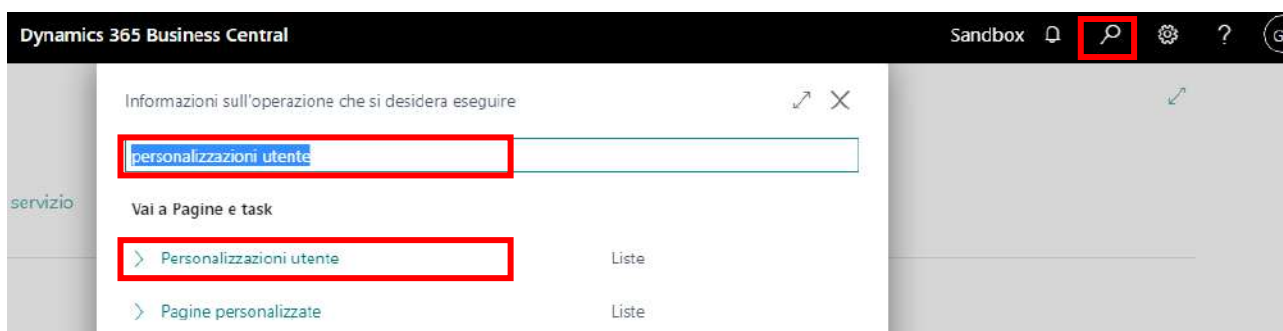 Dynamics 365 Business Central Sandbox ? G
Informazioni sull'operazione che si desidera eseguire
personalizzazioni utente
servizio
Vai a Pagine e task
Personalizzazioni utente Liste
Pagine personalizzate Liste